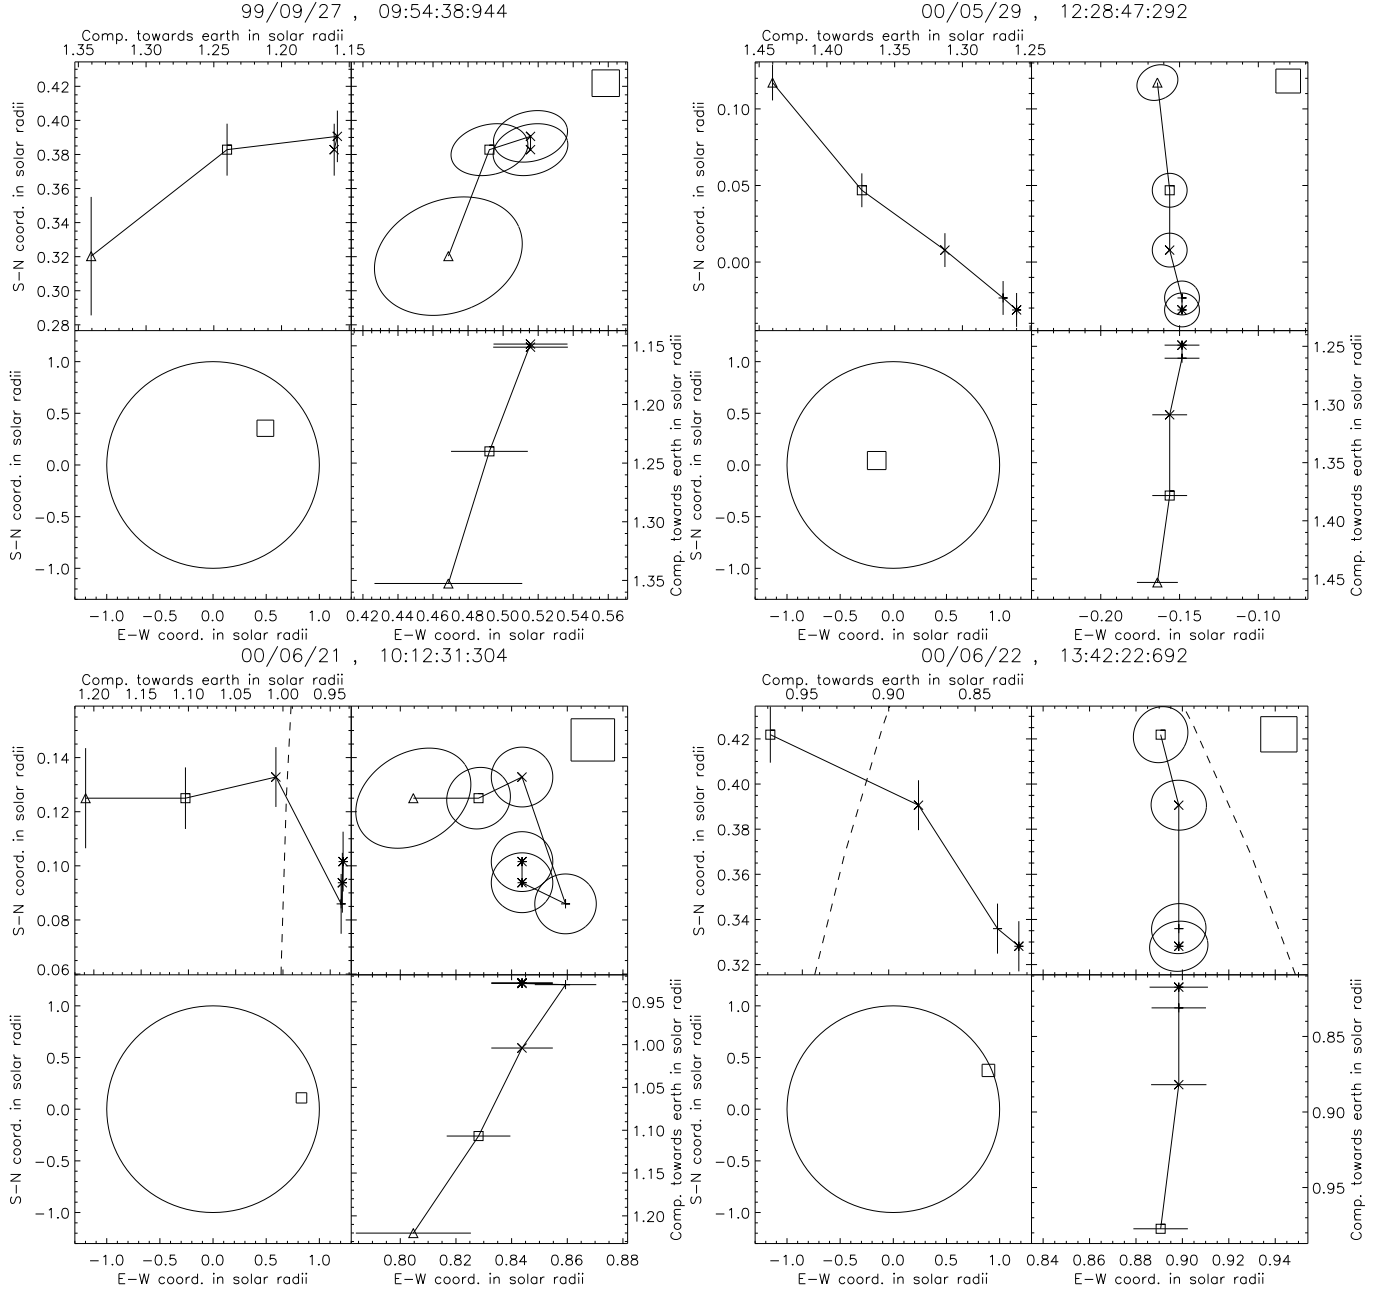 99/09/27 , 09:54:38:944
00/05/29 , 12:28:47:292
Comp. towards earth in solar radii
Comp. towards earth in solar radii
1.35 1.30 1.25 1.20 1.15
1.45 1.40 1.35 1.30 1.25
S-N coord. in solar radii
0.42
0.40
0.38
0.36
0.34
0.32
0.30
0.28
S-N coord. in solar radii
0.10
0.05
0.00
S-N coord. in solar radii
1.0
0.5
0.0
-0.5
-1.0
1.15
1.20
1.25
1.30
1.35
Comp. towards earth in solar radii
S-N coord. in solar radii
1.0
0.5
0.0
-0.5
-1.0
1.25
1.30
1.35
1.40
1.45
Comp. towards earth in solar radii
-1.0 -0.5 0.0 0.5 1.0
0.42 0.44 0.46 0.48 0.50 0.52 0.54 0.56
-1.0 -0.5 0.0 0.5 1.0
-0.20 -0.15 -0.10
E-W coord. in solar radii
E-W coord. in solar radii
E-W coord. in solar radii
E-W coord. in solar radii
00/06/21 , 10:12:31:304
00/06/22 , 13:42:22:692
Comp. towards earth in solar radii
Comp. towards earth in solar radii
1.20 1.15 1.10 1.05 1.00 0.95
0.95 0.90 0.85
S-N coord. in solar radii
0.14
0.12
0.10
0.08
0.06
S-N coord. in solar radii
0.42
0.40
0.38
0.36
0.34
0.32
S-N coord. in solar radii
1.0
0.5
0.0
-0.5
-1.0
0.95
1.00
1.05
1.10
1.15
1.20
Comp. towards earth in solar radii
S-N coord. in solar radii
1.0
0.5
0.0
-0.5
-1.0
0.85
0.90
0.95
Comp. towards earth in solar radii
-1.0 -0.5 0.0 0.5 1.0
0.80 0.82 0.84 0.86 0.88
-1.0 -0.5 0.0 0.5 1.0
0.84 0.86 0.88 0.90 0.92 0.94
E-W coord. in solar radii
E-W coord. in solar radii
E-W coord. in solar radii
E-W coord. in solar radii